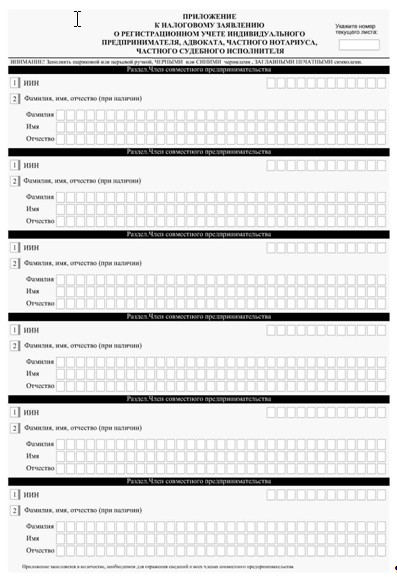 ПРИЛОЖЕНИЕ
К НАЛОГОВОМУ ЗАЯВЛЕНИЮ
О РЕГИСТРАЦИОННОМ УЧЕТЕ ИНДИВИДУАЛЬНОГО
ПРЕДПРИНИМАТЕЛЯ, АДВОКАТА, ЧАСТНОГО НОТАРИУСА,
ЧАСТНОГО СУДЕБНОГО ИСПОЛНИТЕЛЯ
Укажите номер
текущего листа:
ВНИМАНИЕ! Заполнять шариковой или перьевой ручкой, ЧЕРНЫМИ или СИНИМИ чернилами, ЗАГЛАВНЫМИ ПЕЧАТНЫМИ символами.
Раздел.Член совместного предпринимательства
1 ИИН
2 Фамилия, имя, отчество (при наличии)
Фамилия
Имя
Отчество
Раздел.Член совместного предпринимательства
1 ИИН
2 Фамилия, имя, отчество (при наличии)
Фамилия
Имя
Отчество
Раздел.Член совместного предпринимательства
1 ИИН
2 Фамилия, имя, отчество (при наличии)
Фамилия
Имя
Отчество
Раздел.Член совместного предпринимательства
1 ИИН
2 Фамилия, имя, отчество (при наличии)
Фамилия
Имя
Отчество
Раздел.Член совместного предпринимательства
1 ИИН
2 Фамилия, имя, отчество (при наличии)
Фамилия
Имя
Отчество
Раздел.Член совместного предпринимательства
1 ИИН
2 Фамилия, имя, отчество (при наличии)
Фамилия
Имя
Отчество
Приложение заполняется в количестве, необходимом для отражения сведений о всех членах совместного предпринимательства